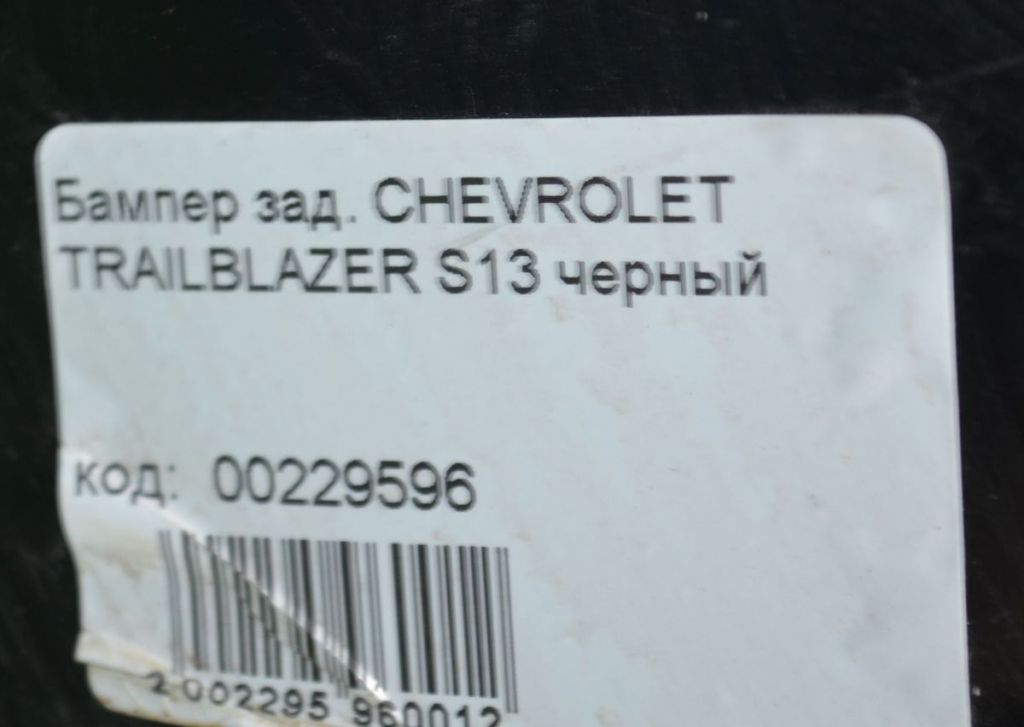 Бампер зад. CHEVROLET
TRAILBLAZER S13 черный
код: 00229596
2 002295 960012